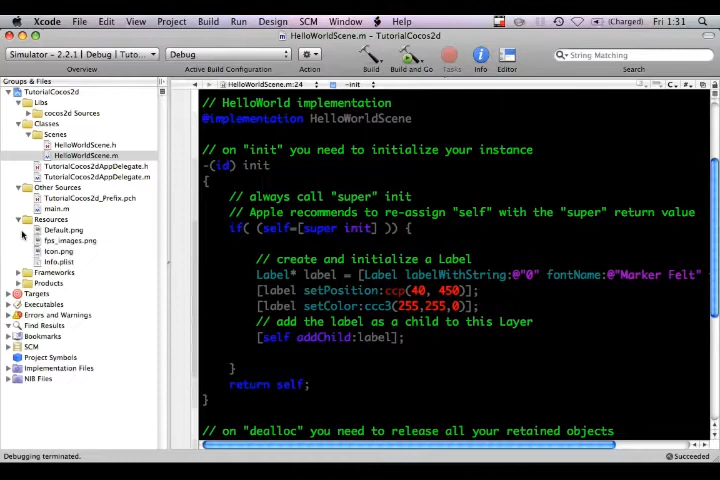 Xcode File Edit View Project Build Run Design SCM Window Help (Charged) Fri 1:31
HelloWorldScene.m - TutorialCocos2d
Simulator - 2.2.1 | Debug | Tuto... Debug String Matching
Overview Active Build Configuration Action Build Build and Go Tasks Info Editor Search
Groups & Files
HelloWorldScene.m:24 -init
TutorialCocos2d
Libs
cocos2d Sources
Classes
Scenes
HelloWorldScene.h
HelloWorldScene.m
TutorialCocos2dAppDelegate.h
TutorialCocos2dAppDelegate.m
Other Sources
TutorialCocos2d_Prefix.pch
main.m
Resources
Default.png
fps_images.png
Icon.png
Info.plist
Frameworks
Products
Targets
Executables
Errors and Warnings
Find Results
Bookmarks
SCM
Project Symbols
Implementation Files
NIB Files
// HelloWorld implementation
@implementation HelloWorldScene
// on "init" you need to initialize your instance
-(id) init
{
// always call "super" init
// Apple recommends to re-assign "self" with the "super" return value
if( (self=[super init] )) {
// create and initialize a Label
Label* label = [Label labelWithString:@"0" fontName:@"Marker Felt"
[label setPosition:ccp(40, 450)];
[label setColor:ccc3(255,255,0)];
// add the label as a child to this Layer
[self addChild:label];
}
return self;
}
// on "dealloc" you need to release all your retained objects
Debugging terminated. Succeeded